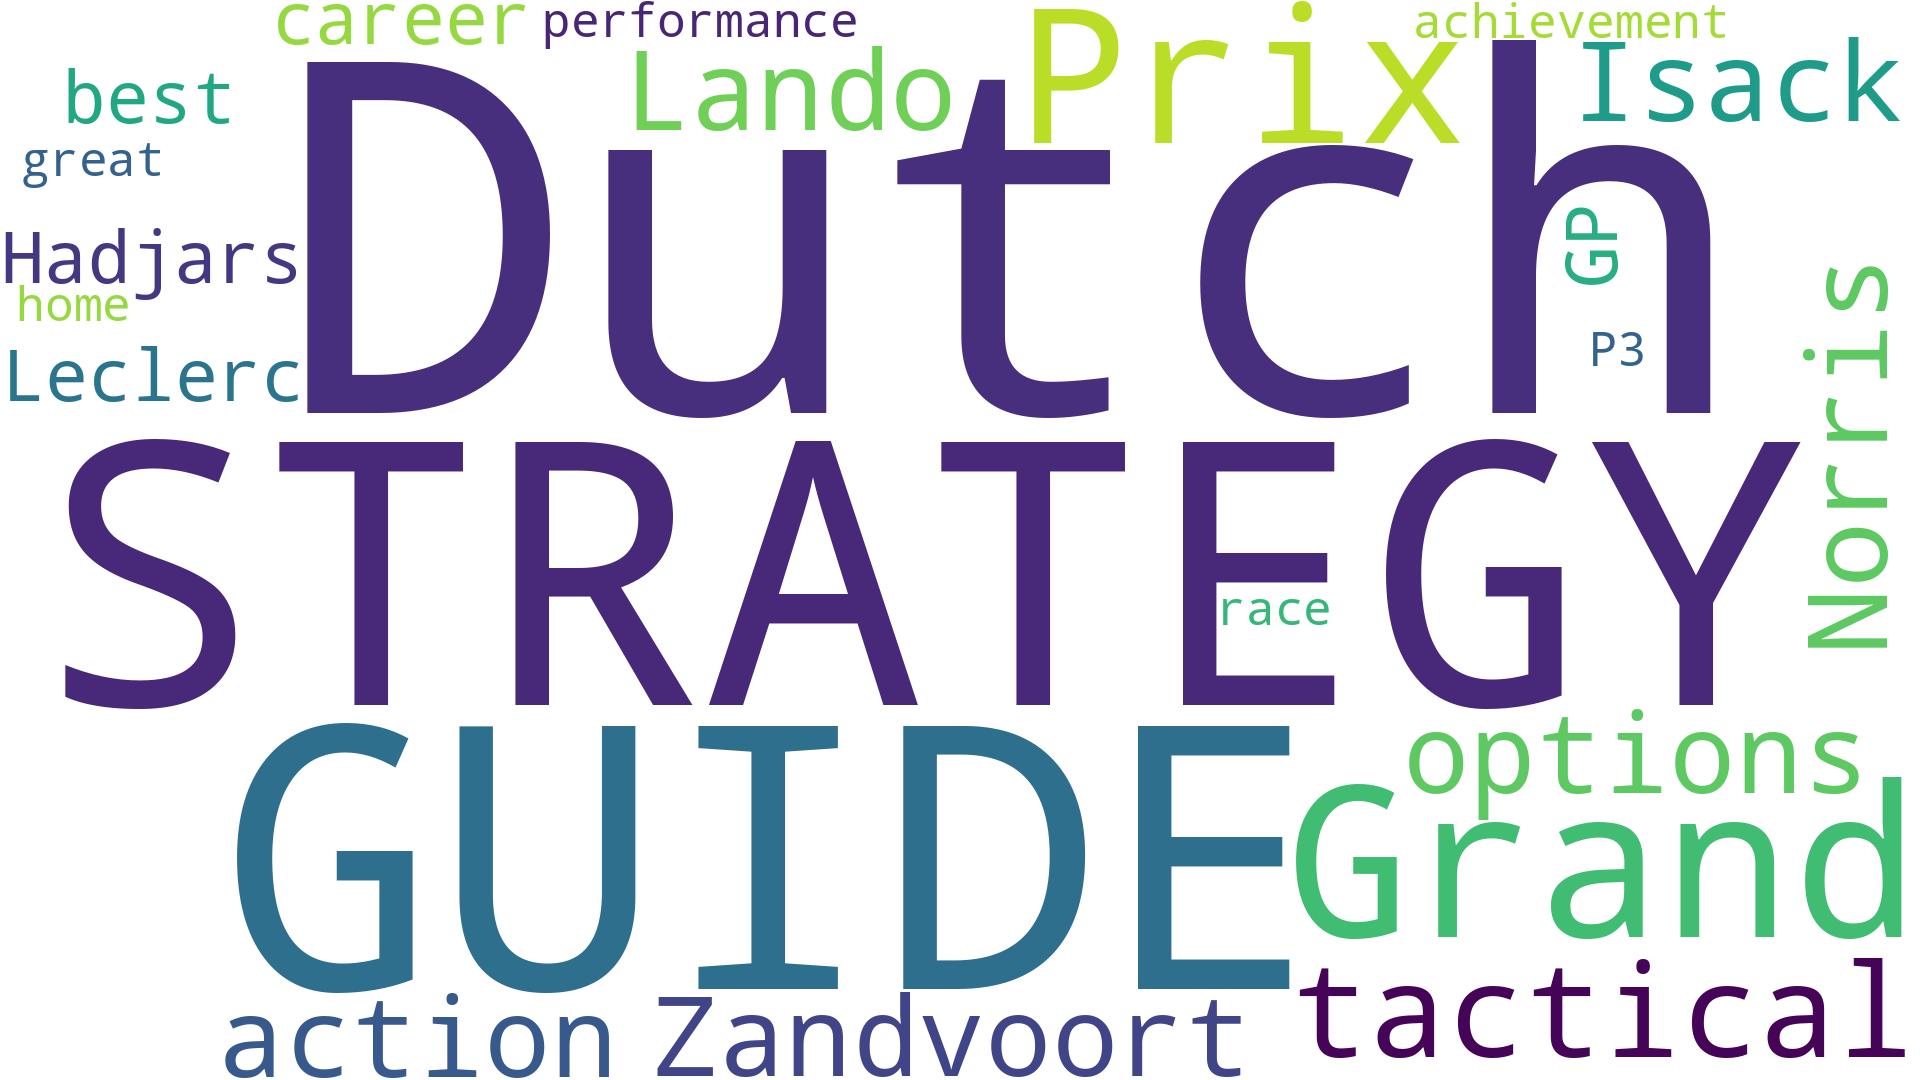 career performance Prix achievement
best Lando Isack
great
Dutch
Hadjars
home
GP
P3
Leclerc
Norris
STRATEGY
race
GUIDE
options
Grand
action Zandvoort tactical